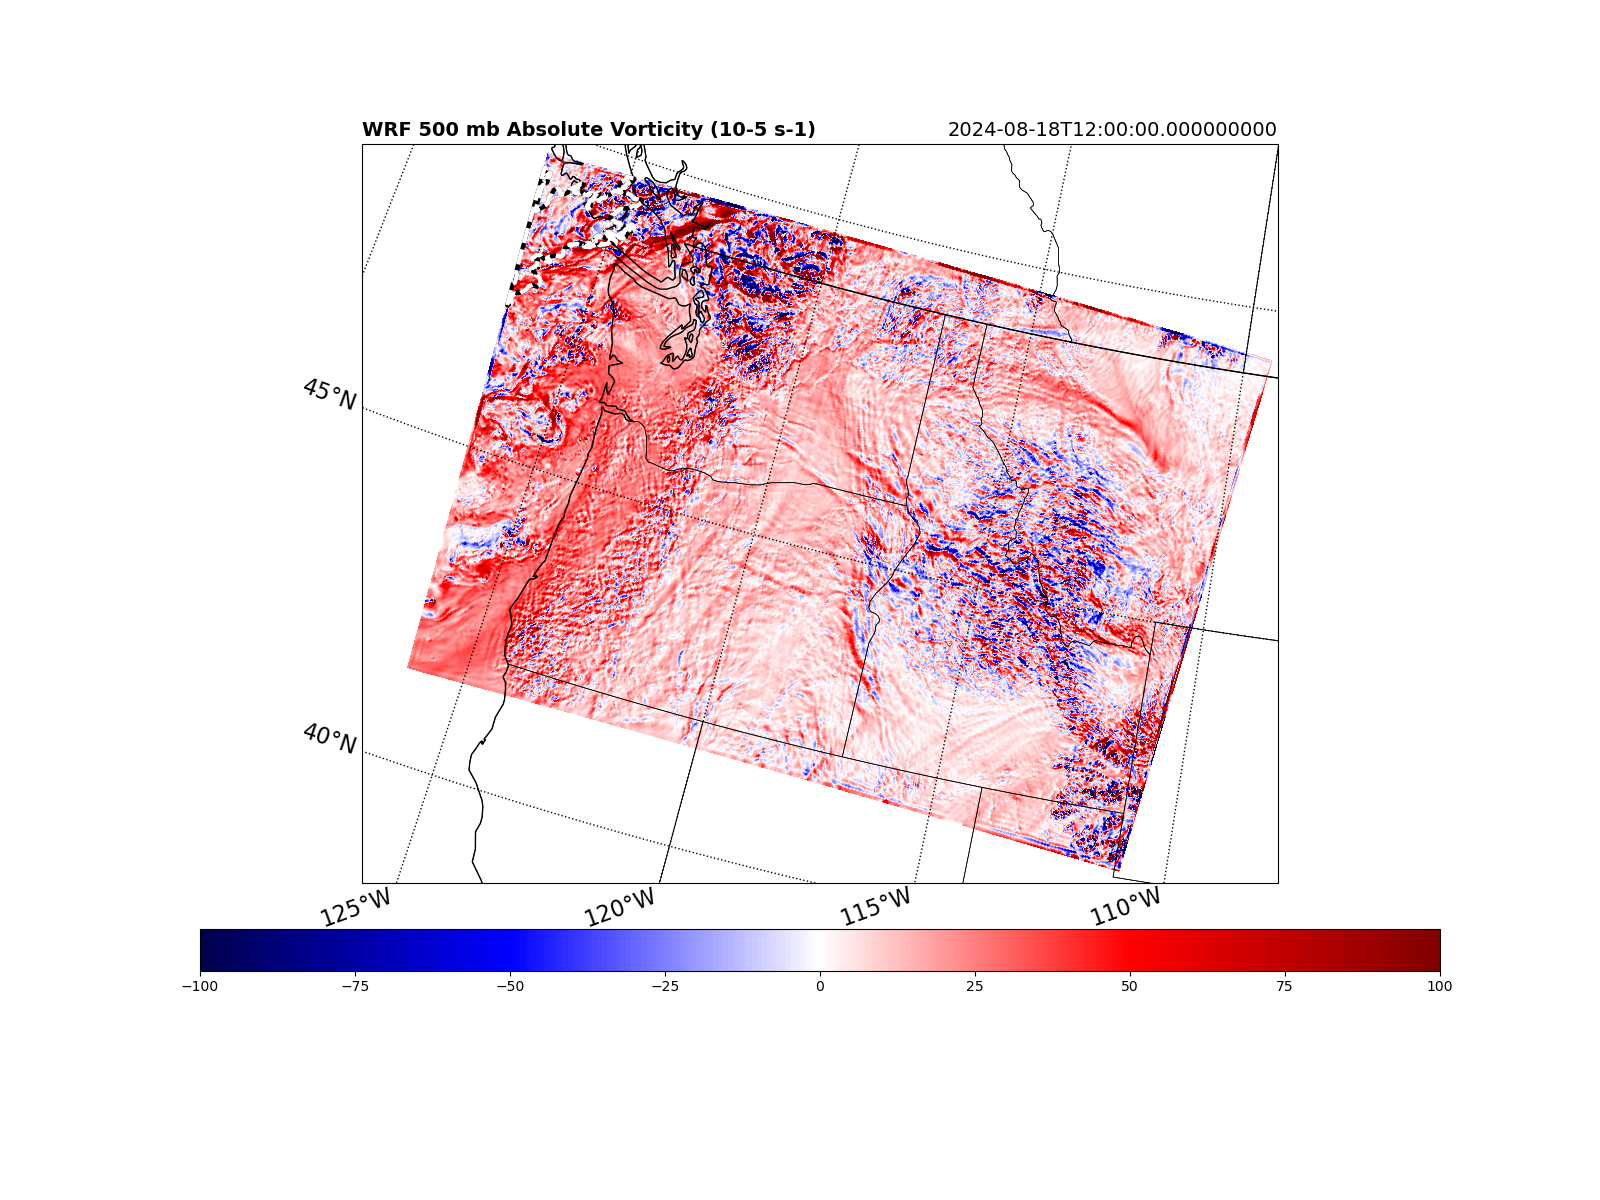 WRF 500 mb Absolute Vorticity (10-5 s-1)
2024-08-18T12:00:00.000000000
45°N
40°N
125°W
120°W
115°W
110°W
−100
−75
−50
−25
0
25
50
75
100